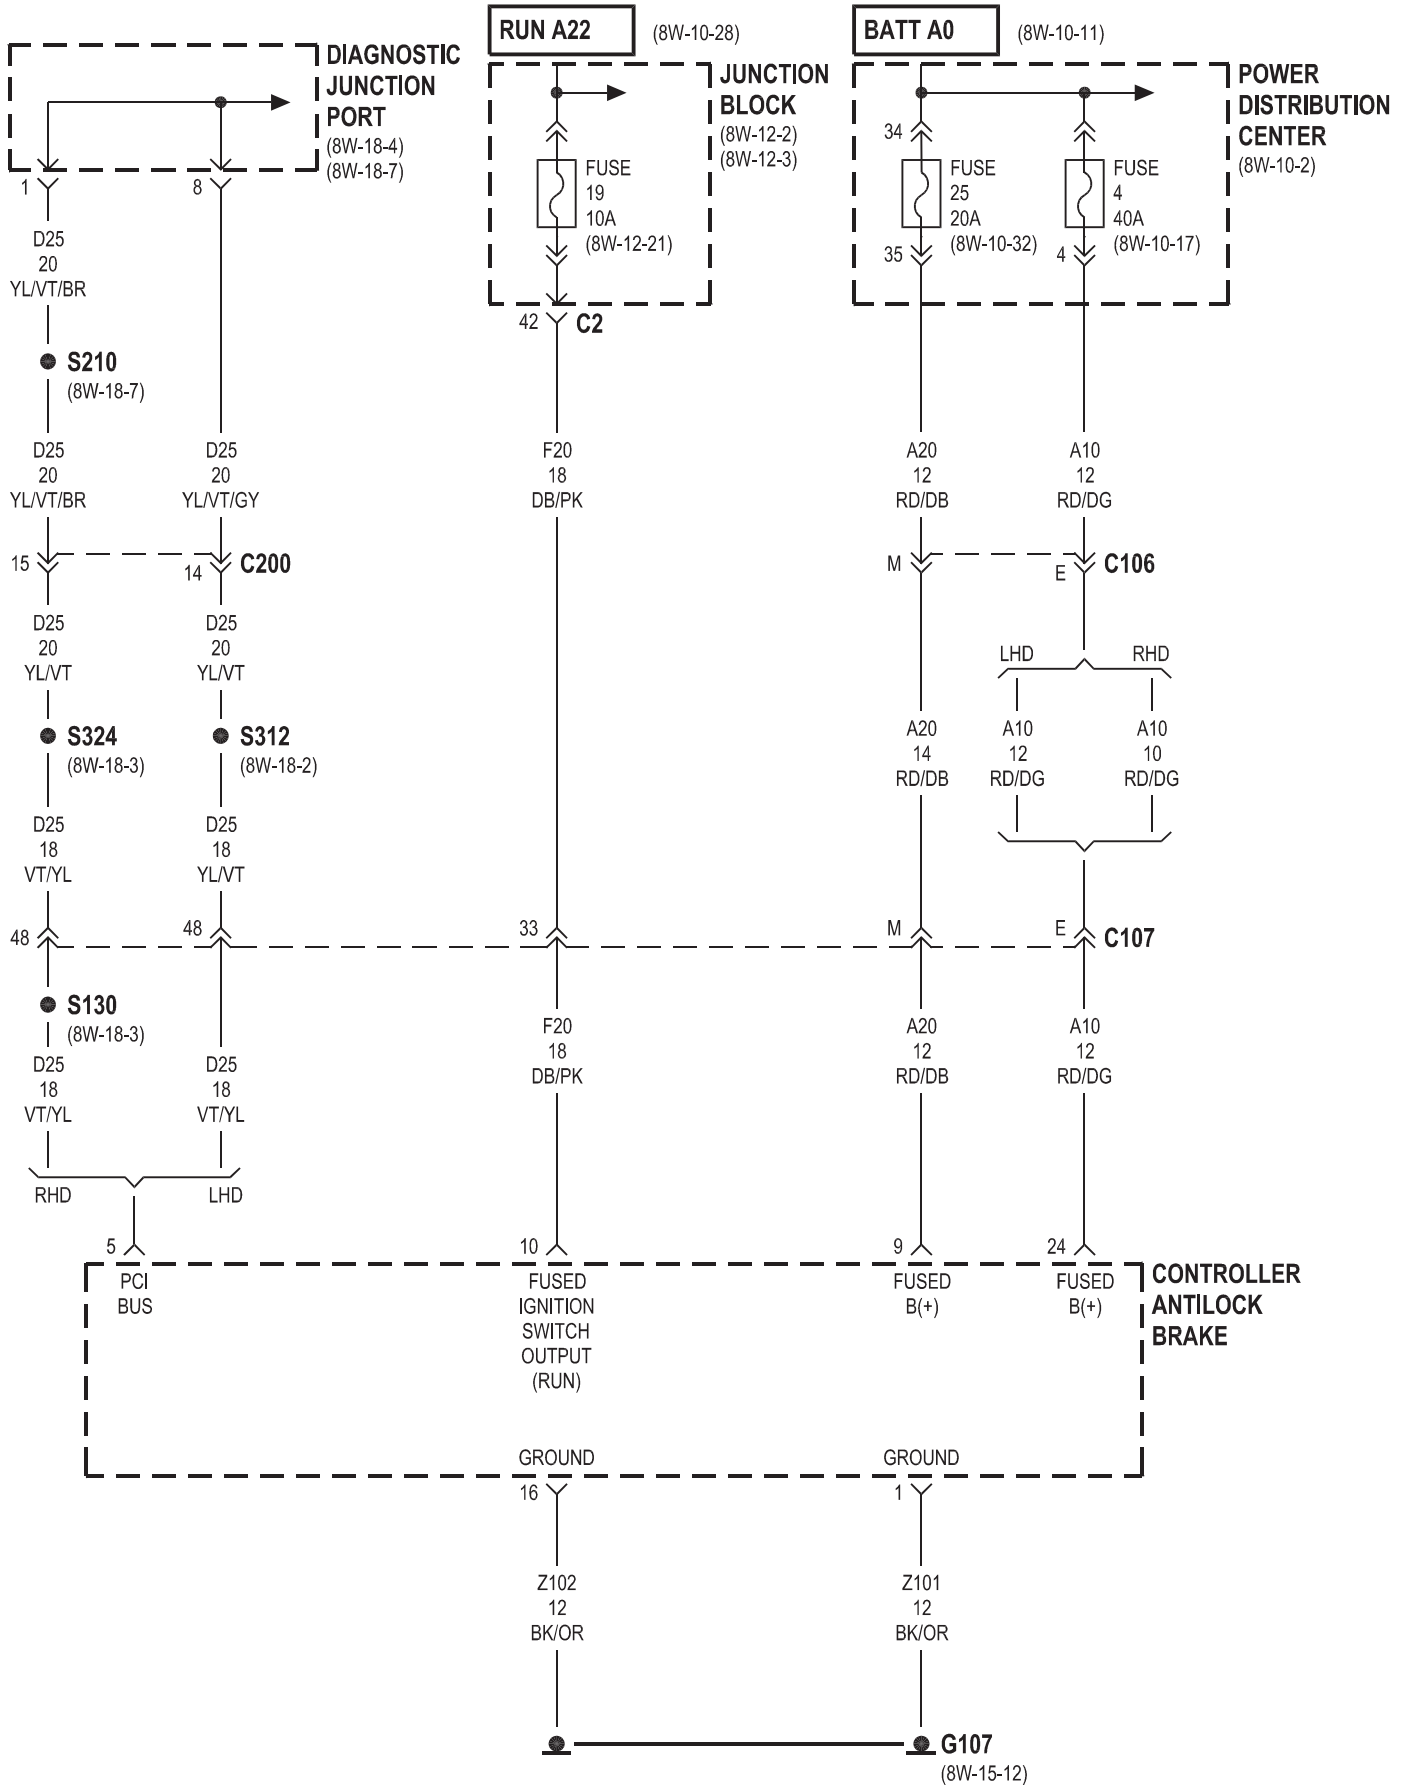 RUN A22
(8W-10-28)
BATT A0
(8W-10-11)
DIAGNOSTIC
JUNCTION
PORT
(8W-18-4)
(8W-18-7)
JUNCTION
BLOCK
(8W-12-2)
(8W-12-3)
POWER
DISTRIBUTION
CENTER
(8W-10-2)
FUSE
19
10A
(8W-12-21)
34
FUSE
25
20A
(8W-10-32)
35
FUSE
4
40A
(8W-10-17)
4
1
8
42
C2
D25
20
YL/VT/BR
S210
(8W-18-7)
D25
20
YL/VT/BR
D25
20
YL/VT/GY
F20
18
DB/PK
A20
12
RD/DB
A10
12
RD/DG
15
14
C200
M
E
C106
D25
20
YL/VT
D25
20
YL/VT
LHD
RHD
S324
(8W-18-3)
S312
(8W-18-2)
A20
14
RD/DB
A10
12
RD/DG
A10
10
RD/DG
D25
18
VT/YL
D25
18
YL/VT
48
48
33
M
E
C107
S130
(8W-18-3)
D25
18
VT/YL
D25
18
VT/YL
F20
18
DB/PK
A20
12
RD/DB
A10
12
RD/DG
RHD
LHD
5
10
9
24
PCI
BUS
FUSED
IGNITION
SWITCH
OUTPUT
(RUN)
FUSED
B(+)
FUSED
B(+)
CONTROLLER
ANTILOCK
BRAKE
GROUND
GROUND
16
1
Z102
12
BK/OR
Z101
12
BK/OR
G107
(8W-15-12)